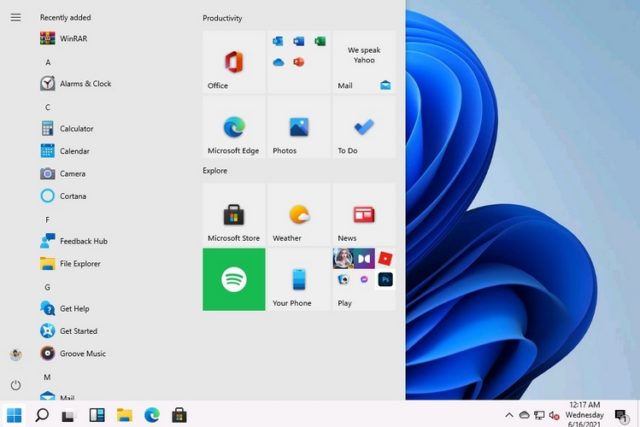 Recently added
WinRAR
A
Alarms & Clock
C
Calculator
Calendar
Camera
Cortana
F
Feedback Hub
File Explorer
G
Get Help
Get Started
Groove Music
M
Mail
Productivity
Office
We speak
Yahoo
Mail
Microsoft Edge
Photos
To Do
Explore
Microsoft Store
Weather
News
Your Phone
Ps
Play
12:17 AM
Wednesday
6/16/2021
1